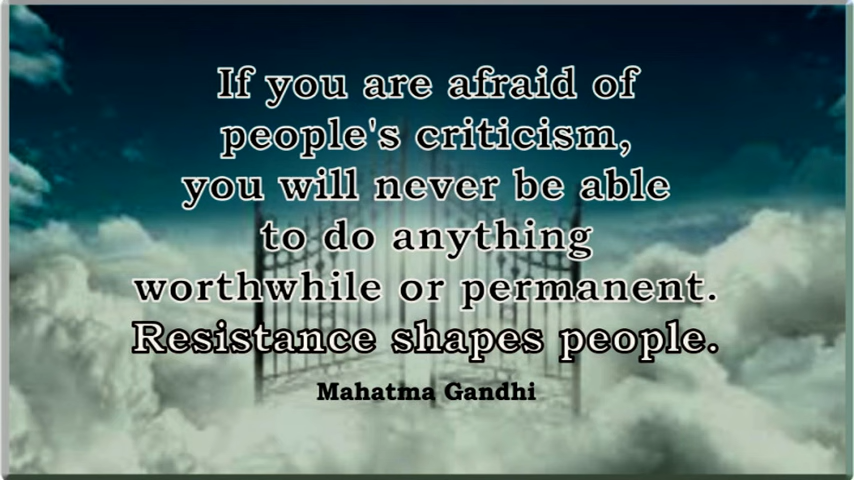 If you are afraid of
people's criticism,
you will never be able
to do anything
worthwhile or permanent.
Resistance shapes people.
Mahatma Gandhi